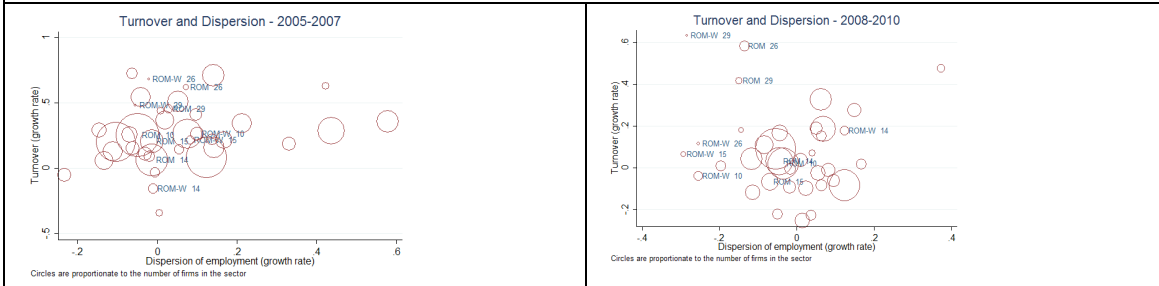 Turnover and Dispersion - 2005-2007
Turnover (growth rate)
1
.5
0
-.5
ROM-W 26
ROM 26
ROM-W 29
ROM 29
ROM 10
ROM-W 10
ROM 15
ROM-W 15
ROM 14
ROM-W 14
-.2
0
.2
.4
.6
Dispersion of employment (growth rate)
Circles are proportionate to the number of firms in the sector
Turnover and Dispersion - 2008-2010
Turnover (growth rate)
.6
.4
.2
0
-.2
ROM-W 29
ROM 26
ROM 29
ROM-W 14
ROM-W 26
ROM-W 15
ROM 14
ROM 10
ROM-W 10
ROM 15
-.4
-.2
0
.2
.4
Dispersion of employment (growth rate)
Circles are proportionate to the number of firms in the sector